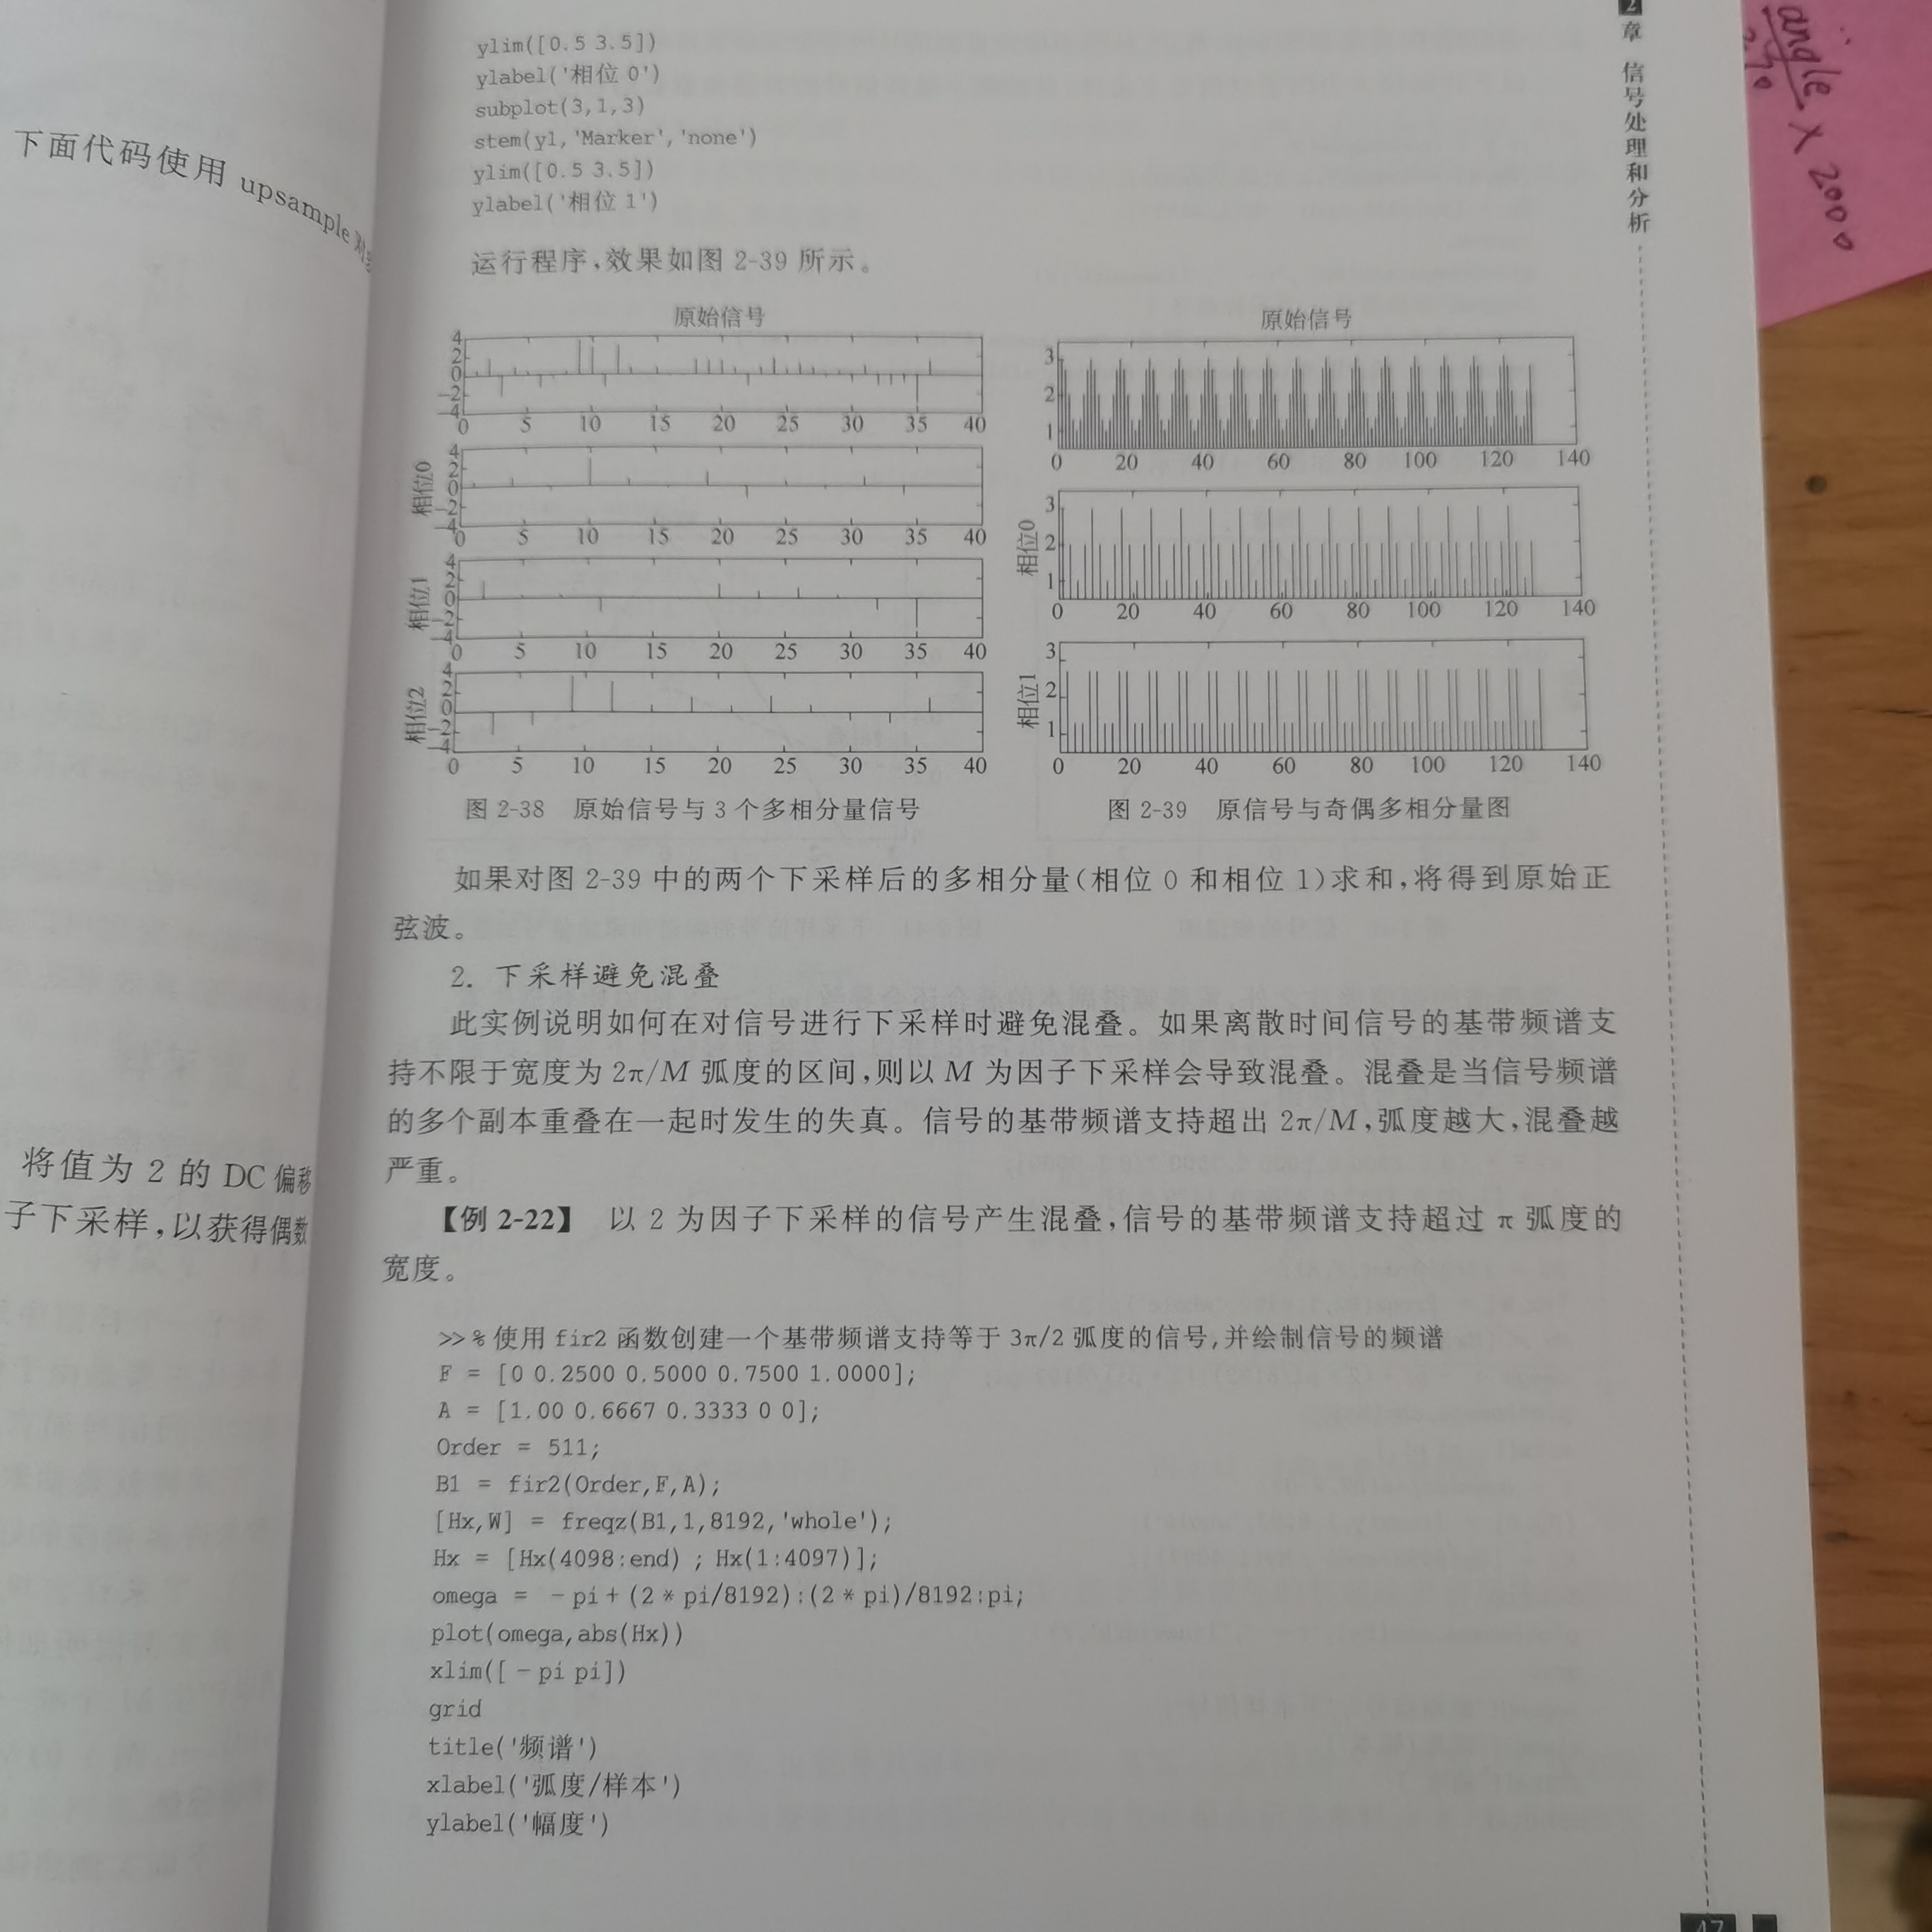 下面代码使用 upsample
将值为 2 的 DC 偏移
子下采样,以获得偶数
ylim([0.5 3.5])
ylabel('相位 0')
subplot(3,1,3)
stem(y1,'Marker','none')
ylim([0.5 3.5])
ylabel('相位 1')
运行程序,效果如图 2-39 所示。
原始信号
4
2
0
-2
-4
0 5 10 15 20 25 30 35 40
相位0
4
2
0
-2
-4
0 5 10 15 20 25 30 35 40
相位1
4
2
0
-2
-4
0 5 10 15 20 25 30 35 40
相位2
4
2
0
-2
-4
0 5 10 15 20 25 30 35 40
图 2-38 原始信号与 3 个多相分量信号
原始信号
3
2
1
0 20 40 60 80 100 120 140
相位0
3
2
1
0 20 40 60 80 100 120 140
相位1
3
2
1
0 20 40 60 80 100 120 140
图 2-39 原信号与奇偶多相分量图
如果对图 2-39 中的两个下采样后的多相分量(相位 0 和相位 1)求和,将得到原始正
弦波。
2. 下采样避免混叠
此实例说明如何在对信号进行下采样时避免混叠。如果离散时间信号的基带频谱支
持不限于宽度为 2π/M 弧度的区间,则以 M 为因子下采样会导致混叠。混叠是当信号频谱
的多个副本重叠在一起时发生的失真。信号的基带频谱支持超出 2π/M,弧度越大,混叠越
严重。
【例 2-22】 以 2 为因子下采样的信号产生混叠,信号的基带频谱支持超过 π 弧度的
宽度。
>> % 使用 fir2 函数创建一个基带频谱支持等于 3π/2 弧度的信号,并绘制信号的频谱
F = [0 0.2500 0.5000 0.7500 1.0000];
A = [1.00 0.6667 0.3333 0 0];
Order = 511;
B1 = fir2(Order,F,A);
[Hx,W] = freqz(B1,1,8192,'whole');
Hx = [Hx(4098:end) ; Hx(1:4097)];
omega = -pi+(2*pi/8192):(2*pi)/8192:pi;
plot(omega,abs(Hx))
xlim([-pi pi])
grid
title('频谱')
xlabel('弧度/样本')
ylabel('幅度')
2章 信号处理和分析
47
angle × 2000